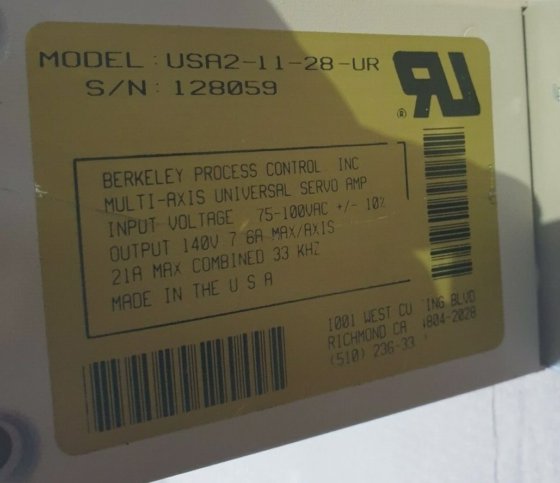 MODEL: USA2-11-28-UR
S/N: 128059
RU
®
BERKELEY PROCESS CONTROL INC
MULTI-AXIS UNIVERSAL SERVO AMP
INPUT VOLTAGE 75-100VAC +/- 10%
OUTPUT 140V 7 6A MAX/AXIS
21A MAX COMBINED 33 KHZ
MADE IN THE U S A
1001 WEST CU ING BLVD
RICHMOND CA 4804-2028
(510) 236-33